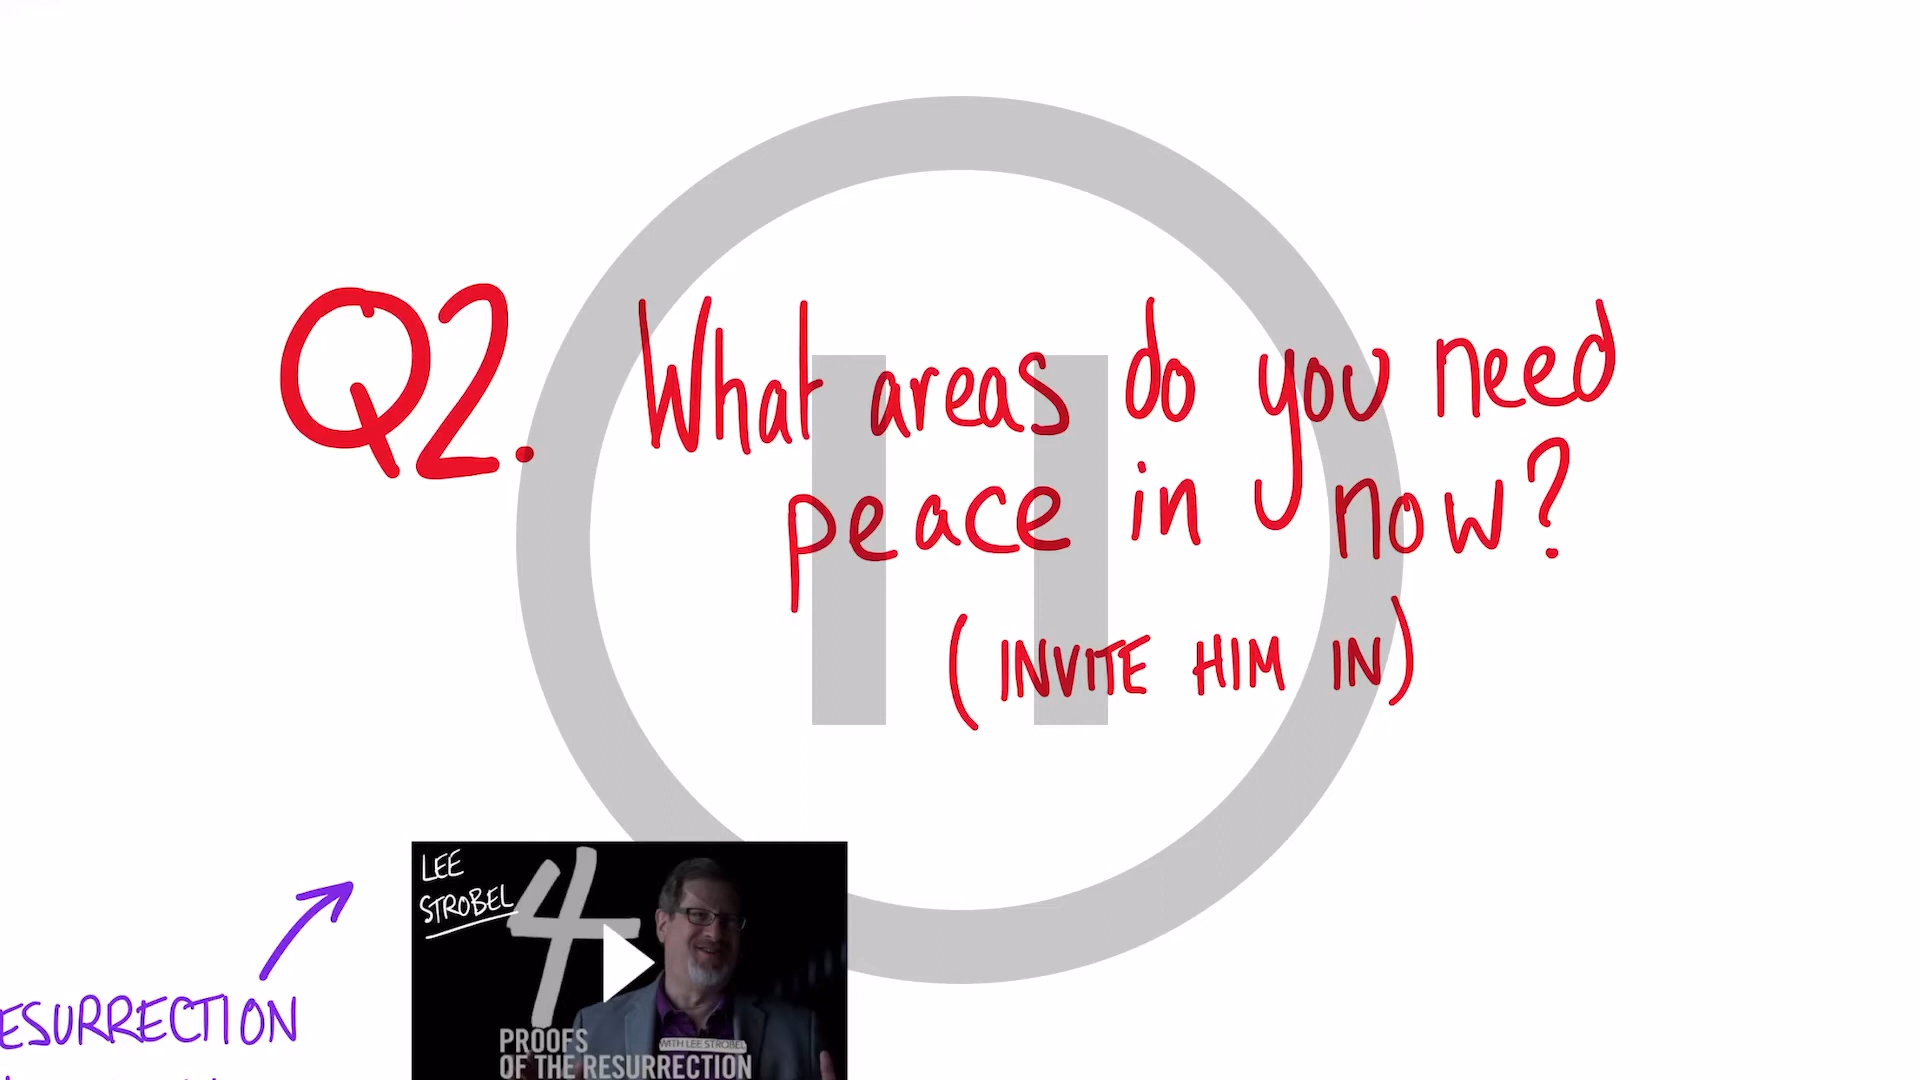 Q2. What areas do you need
peace in now?
(INVITE HIM IN)
LEE
STROBEL
4
PROOFS
WITH LEE STROBEL
OF THE RESURRECTION
ESURRECTION